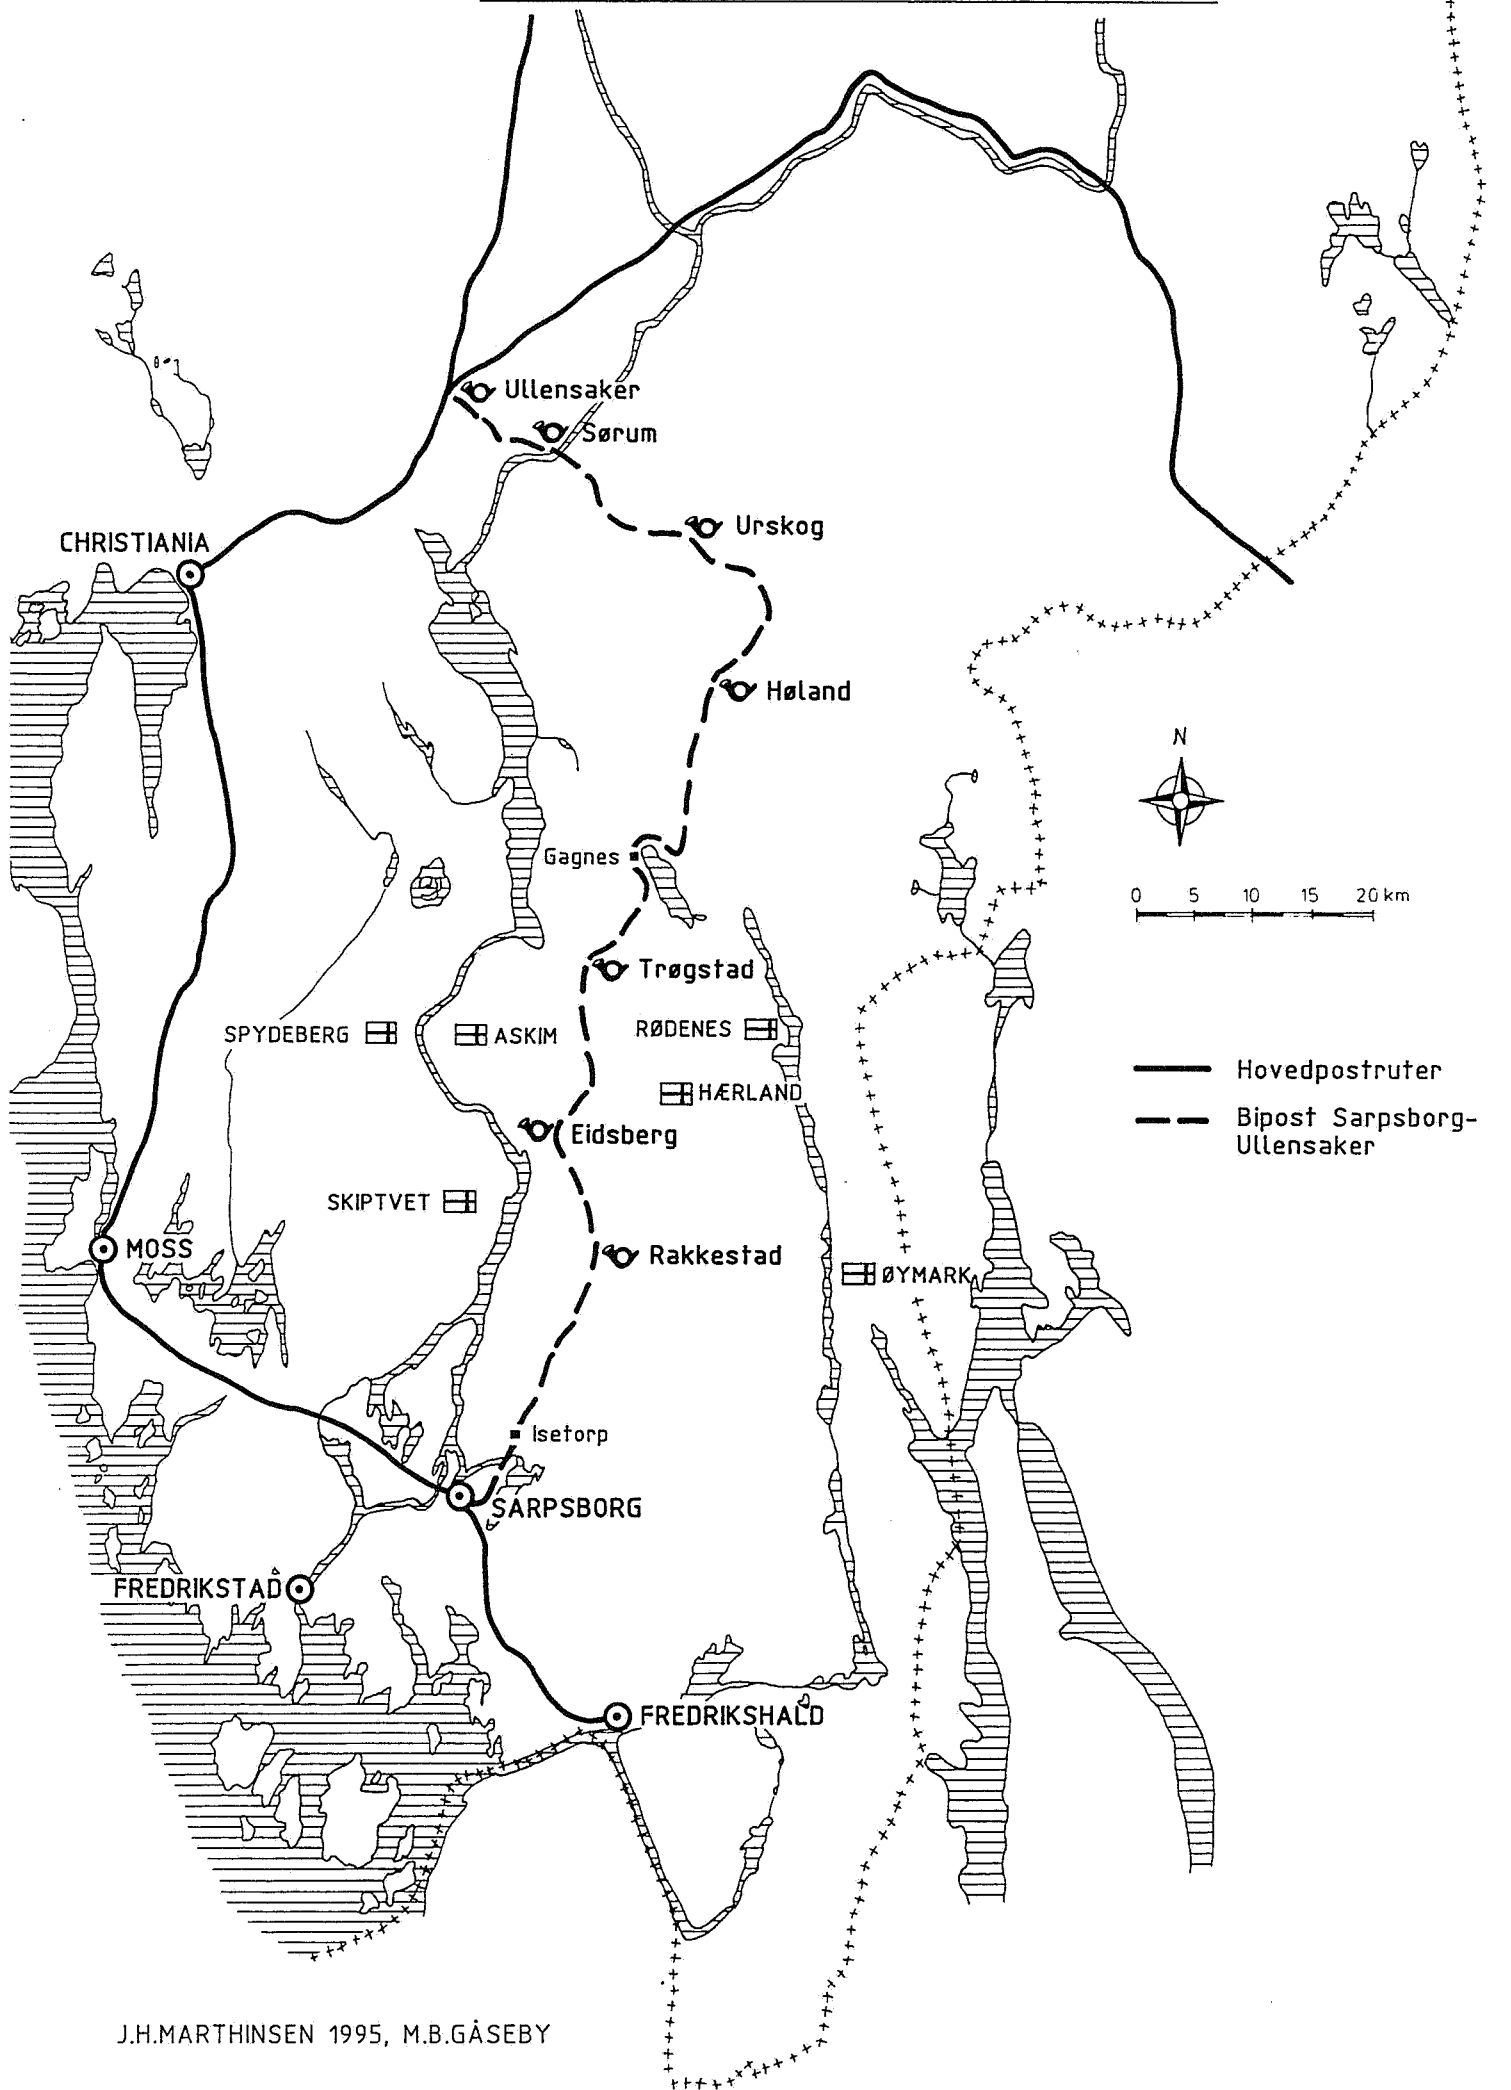 Ullensaker
Sørum
Urskog
CHRISTIANIA
Høland
N
Gagnes
0 5 10 15 20 km
Trøgstad
SPYDEBERG
ASKIM
RØDENES
HÆRLAND
Hovedpostruter
Bipost Sarpsborg-
Ullensaker
Eidsberg
SKIPTVET
MOSS
Rakkestad
ØYMARK
Isetorp
SARPSBORG
FREDRIKSTAD
FREDRIKSHALD
J.H.MARTHINSEN 1995, M.B.GÅSEBY